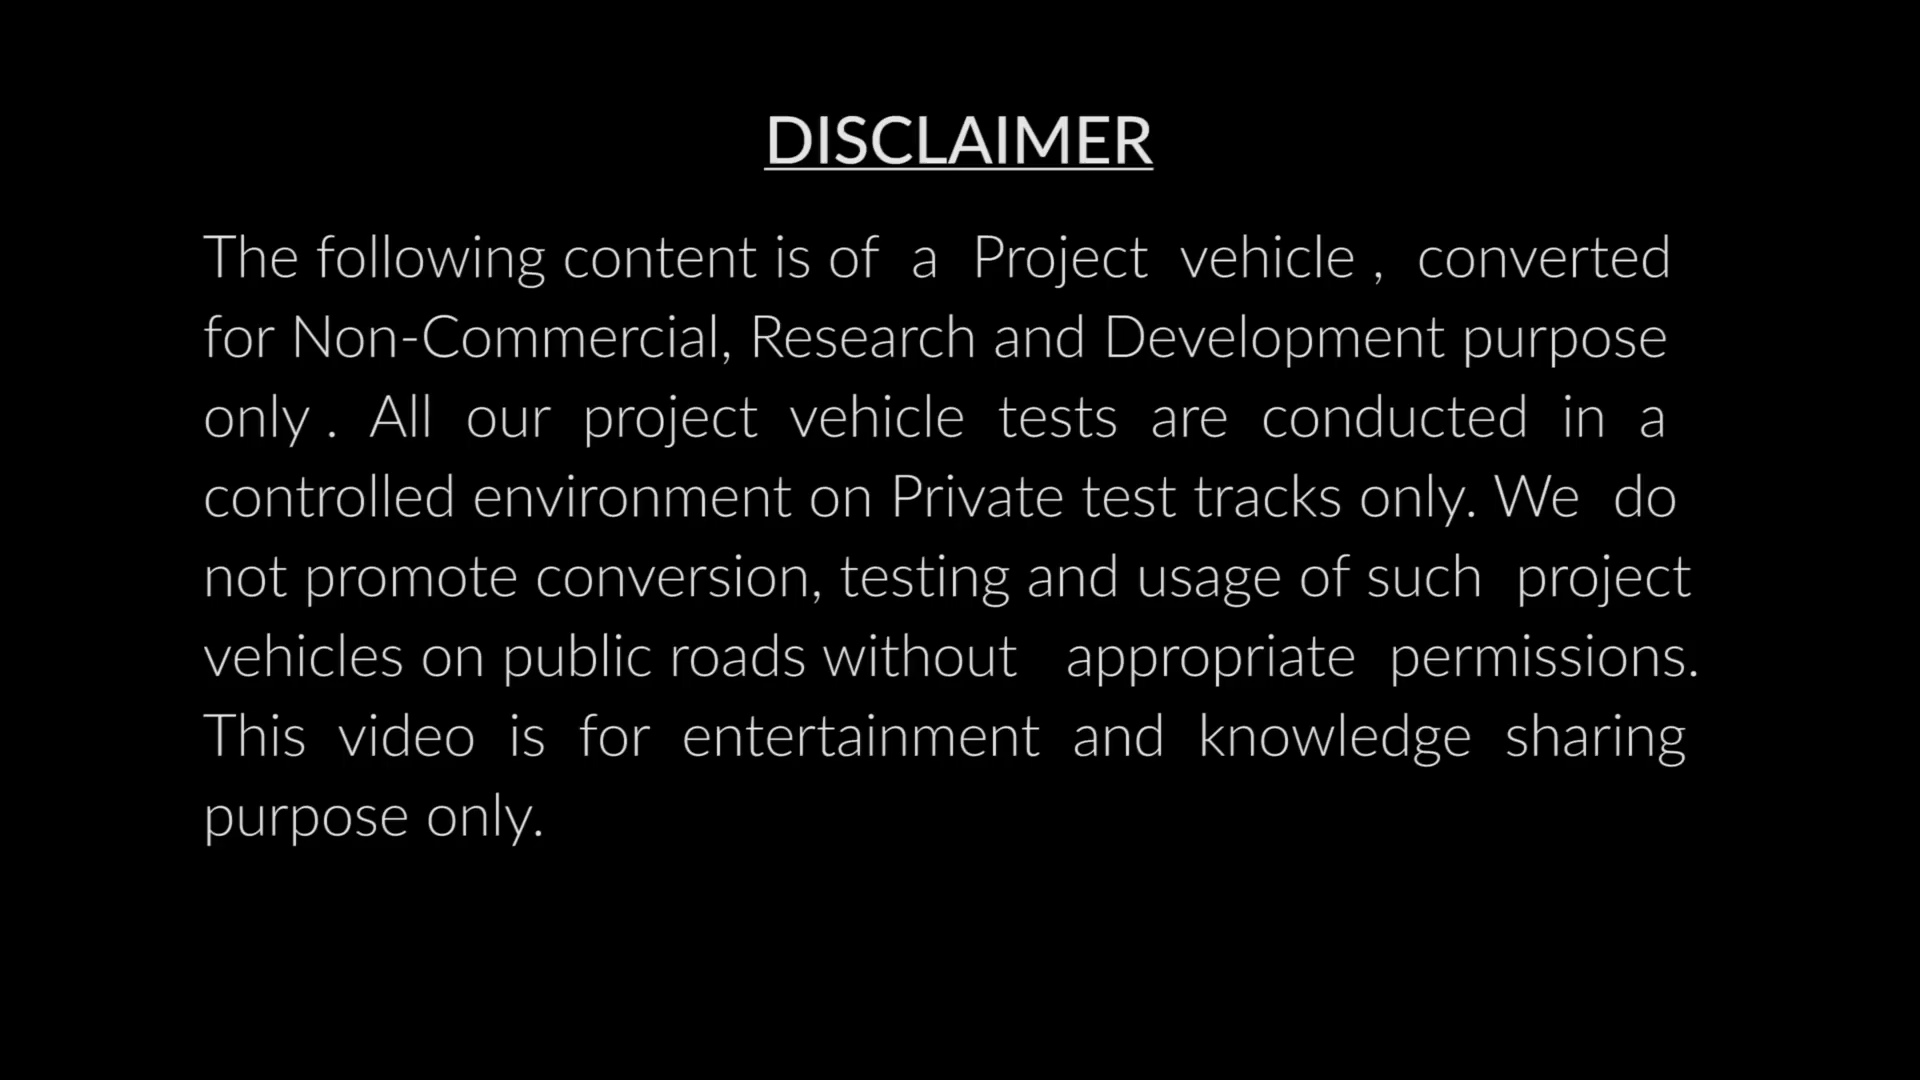 DISCLAIMER
The following content is of a Project vehicle , converted
for Non-Commercial, Research and Development purpose
only . All our project vehicle tests are conducted in a
controlled environment on Private test tracks only. We do
not promote conversion, testing and usage of such project
vehicles on public roads without appropriate permissions.
This video is for entertainment and knowledge sharing
purpose only.